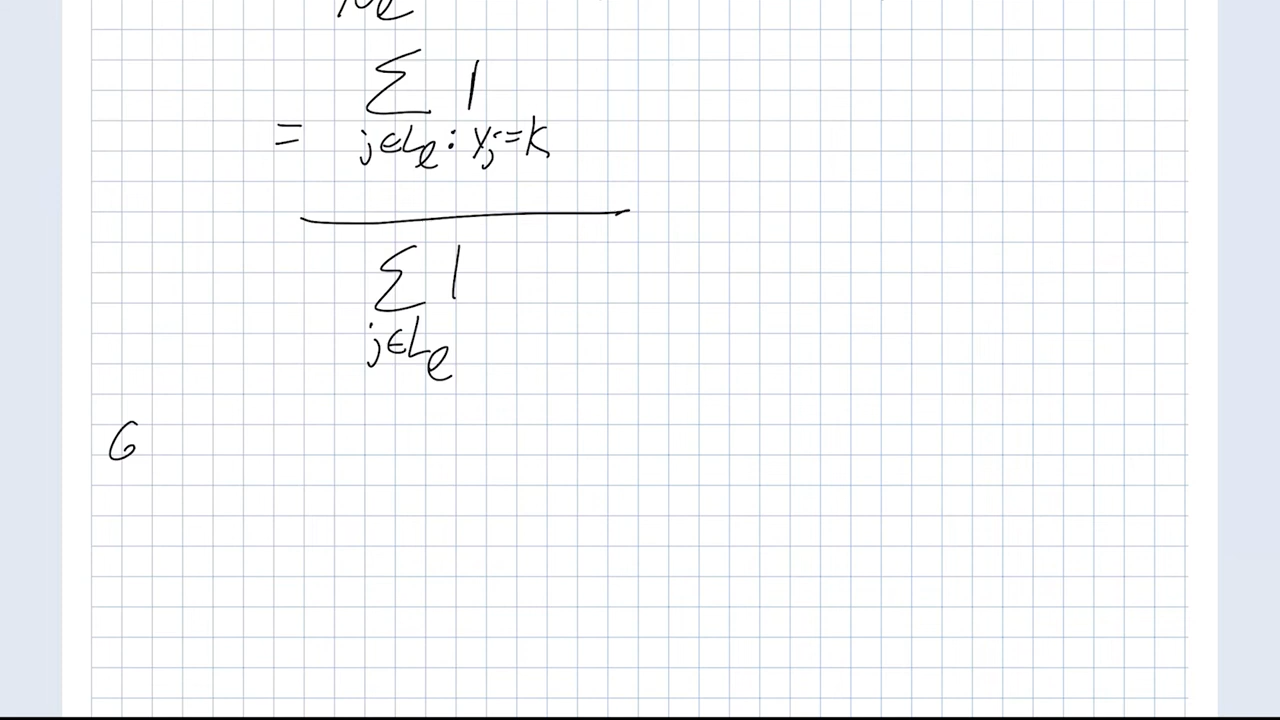 = Σ 1
j∈L_ℓ : y_j = k
Σ 1
j∈L_ℓ
6